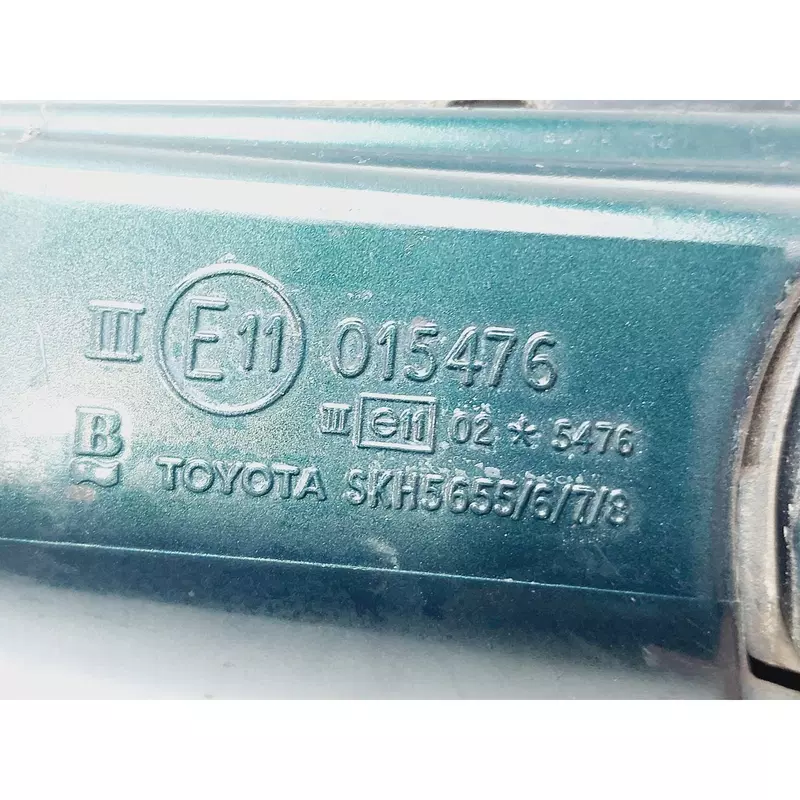 III E11 015476
III e11 02 * 5476
B
TOYOTA SKH5655/6/7/8